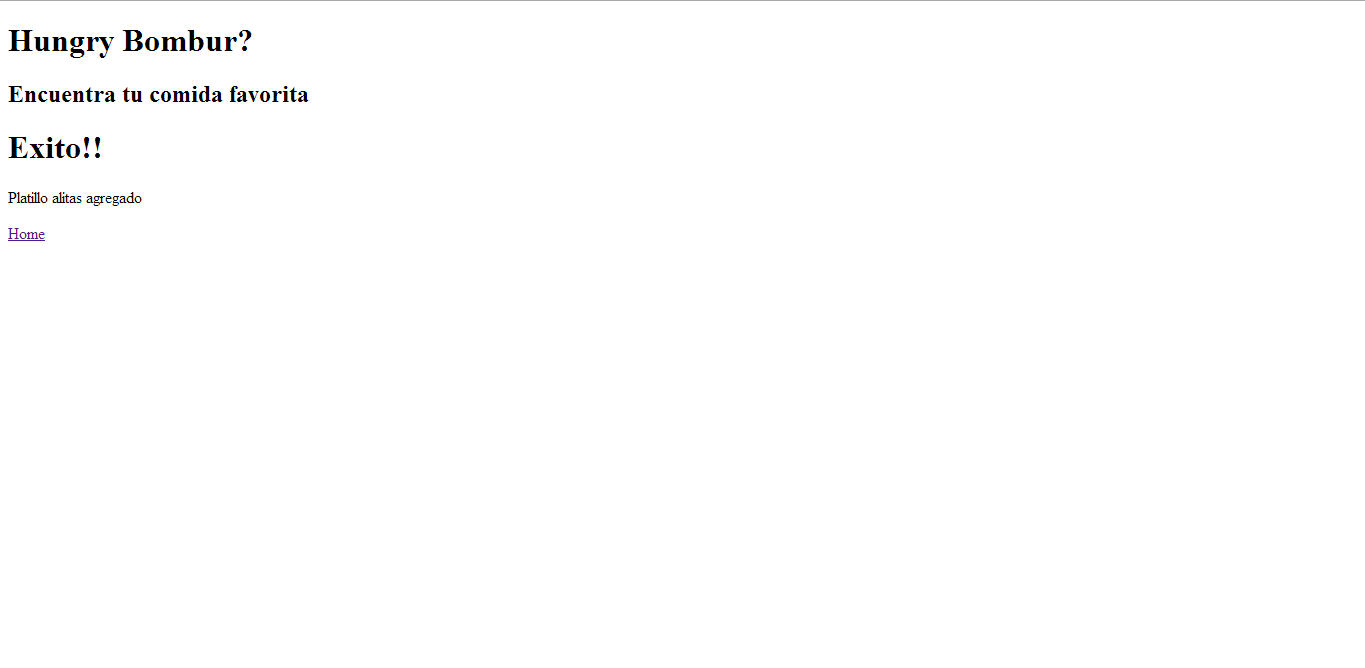 Hungry Bombur?
Encuentra tu comida favorita
Exito!!
Platillo alitas agregado
Home